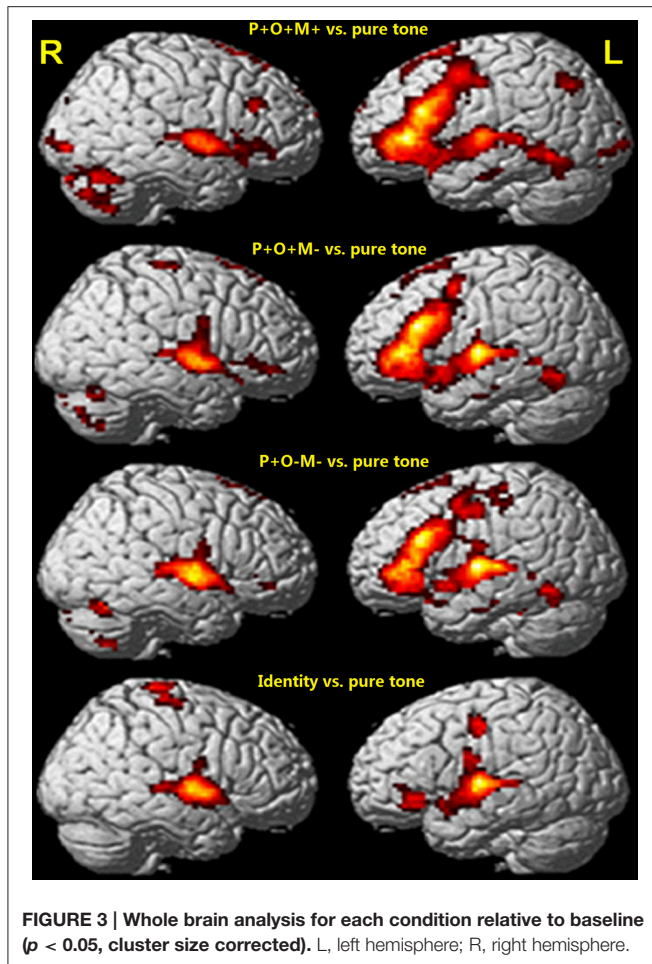 P+O+M+ vs. pure tone
R
L
P+O+M- vs. pure tone
P+O-M- vs. pure tone
Identity vs. pure tone
FIGURE 3 | Whole brain analysis for each condition relative to baseline
(p < 0.05, cluster size corrected). L, left hemisphere; R, right hemisphere.